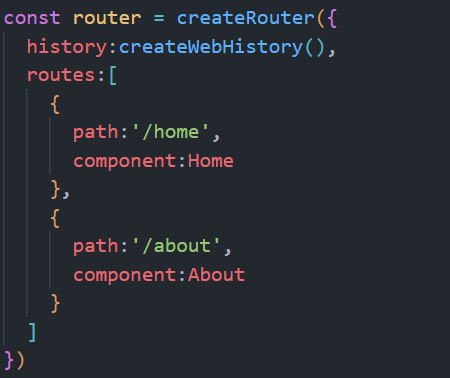 const router = createRouter({
  history:createWebHistory(),
  routes:[
    {
      path:'/home',
      component:Home
    },
    {
      path:'/about',
      component:About
    }
  ]
})